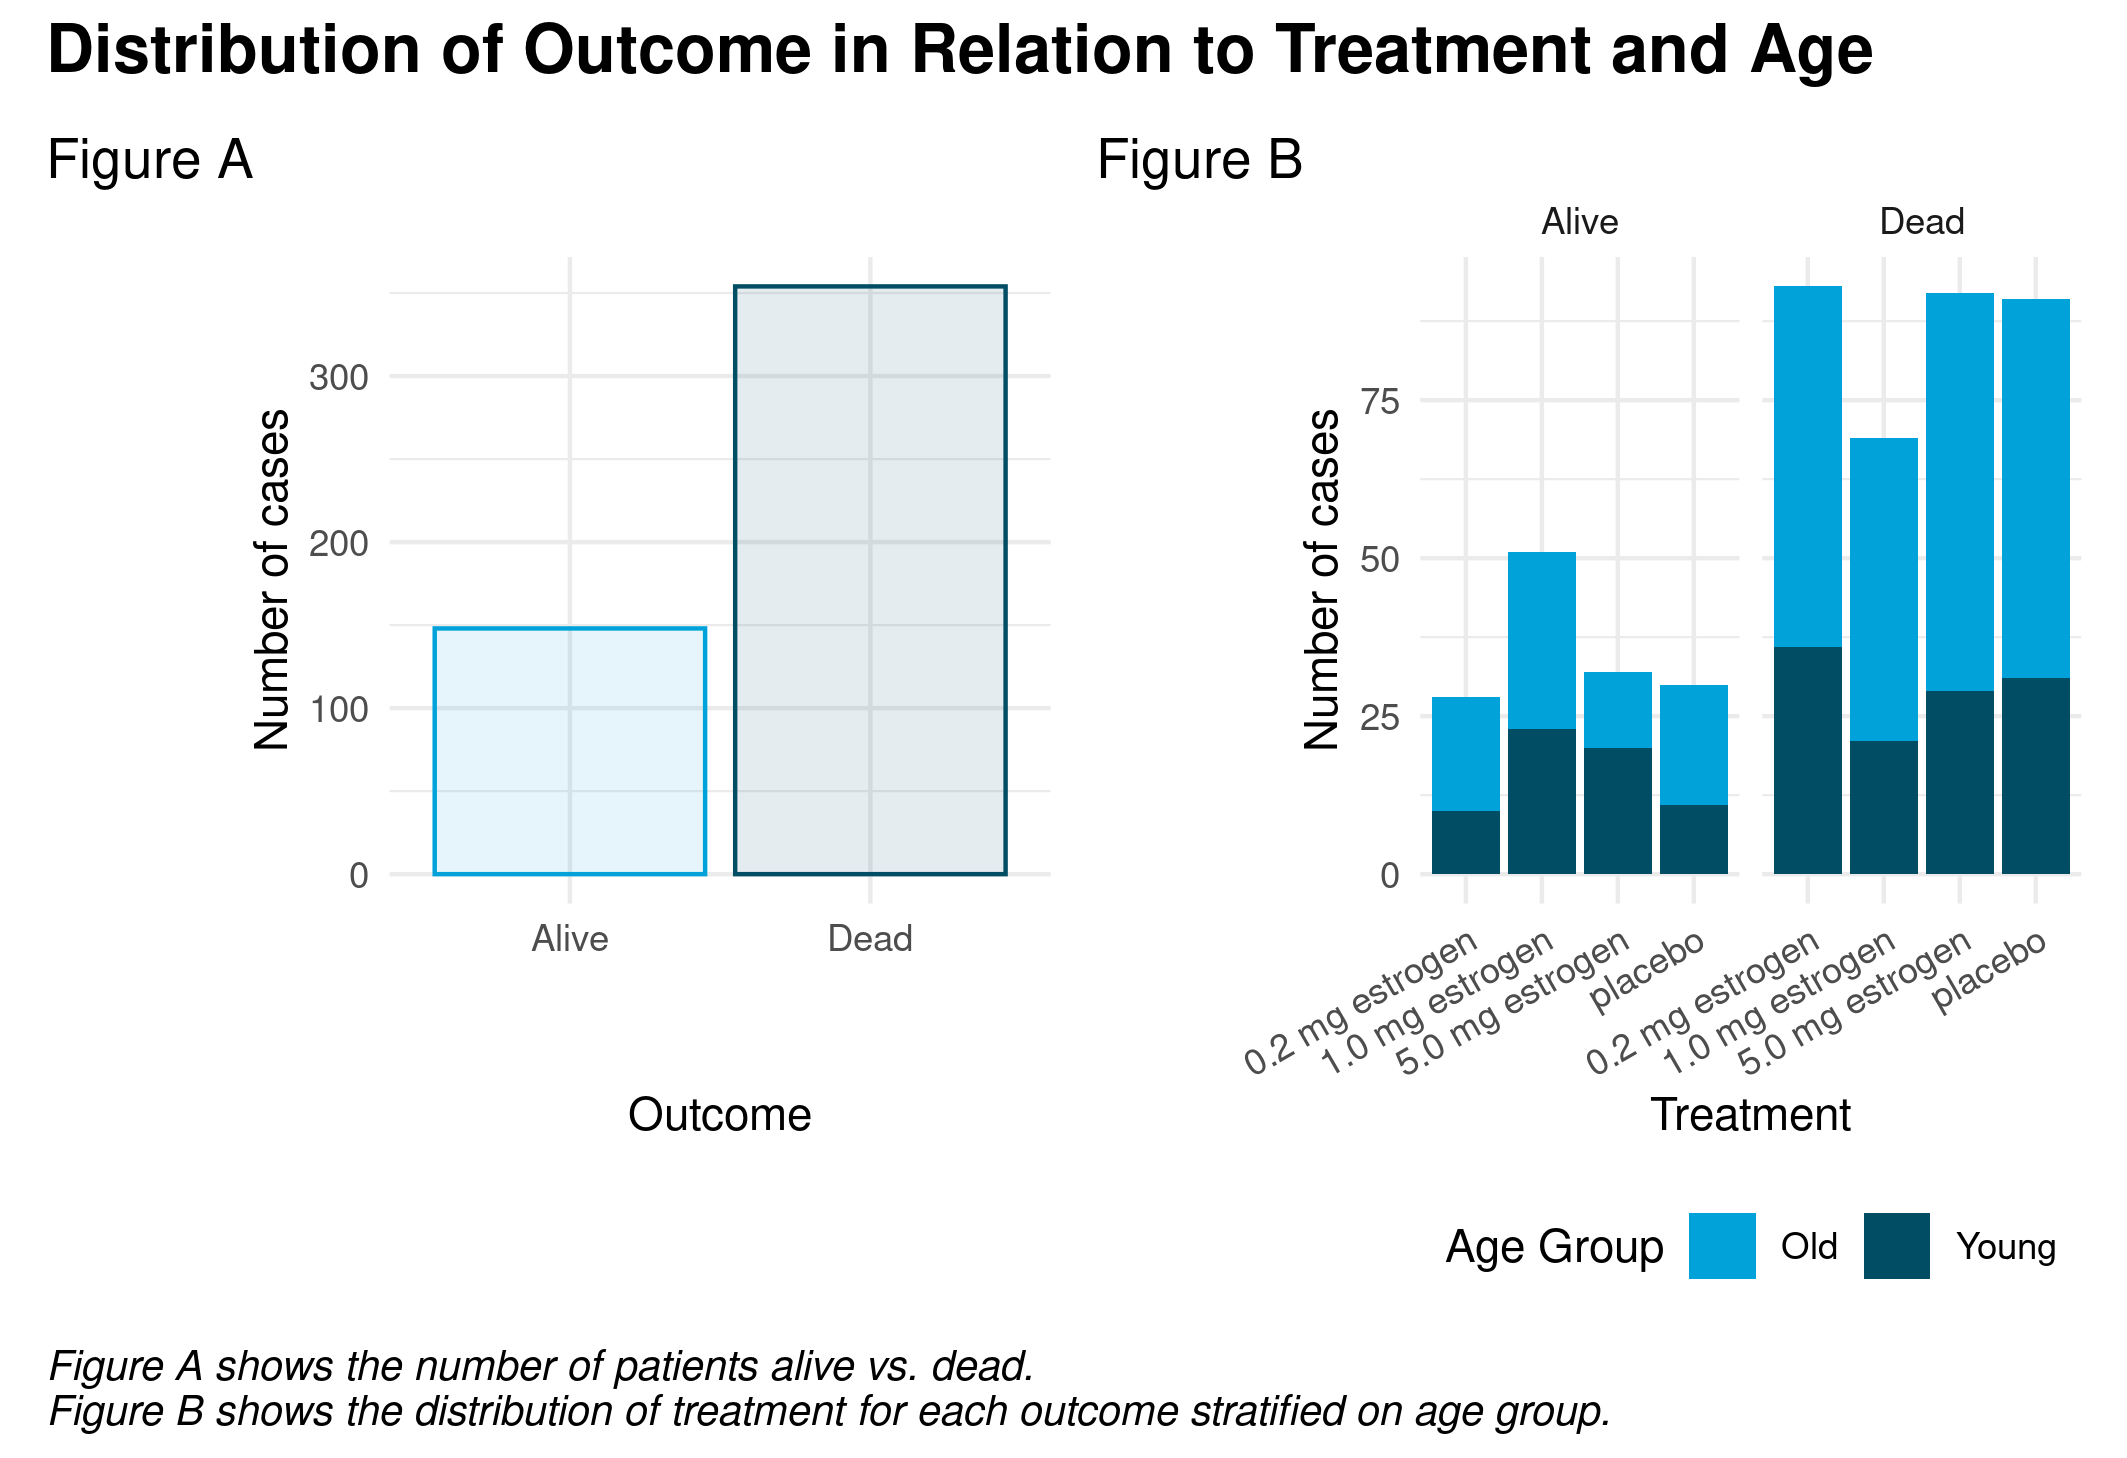 Distribution of Outcome in Relation to Treatment and Age
Figure A
Number of cases
300
200
100
0
Alive
Dead
Outcome
Figure B
Alive
Dead
Number of cases
75
50
25
0
0.2 mg estrogen
1.0 mg estrogen
5.0 mg estrogen
placebo
0.2 mg estrogen
1.0 mg estrogen
5.0 mg estrogen
placebo
Treatment
Age Group Old Young
Figure A shows the number of patients alive vs. dead.
Figure B shows the distribution of treatment for each outcome stratified on age group.